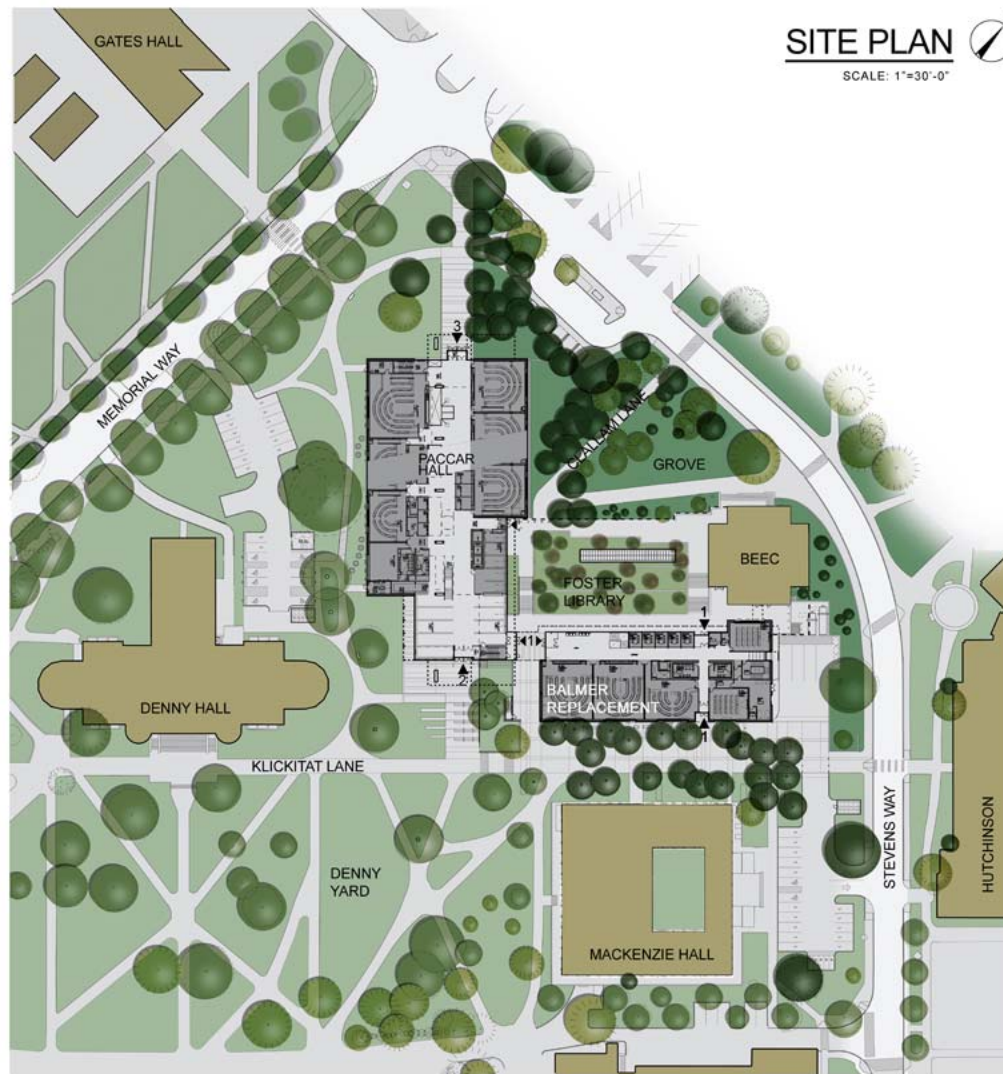 GATES HALL
SITE PLAN
SCALE: 1"=30'-0"
MEMORIAL WAY
3
PACCAR
HALL
CLALLAM LANE
GROVE
BEEC
FOSTER
LIBRARY
1
1
2
BALMER
REPLACEMENT
1
DENNY HALL
KLICKITAT LANE
STEVENS WAY
HUTCHINSON
DENNY
YARD
MACKENZIE HALL